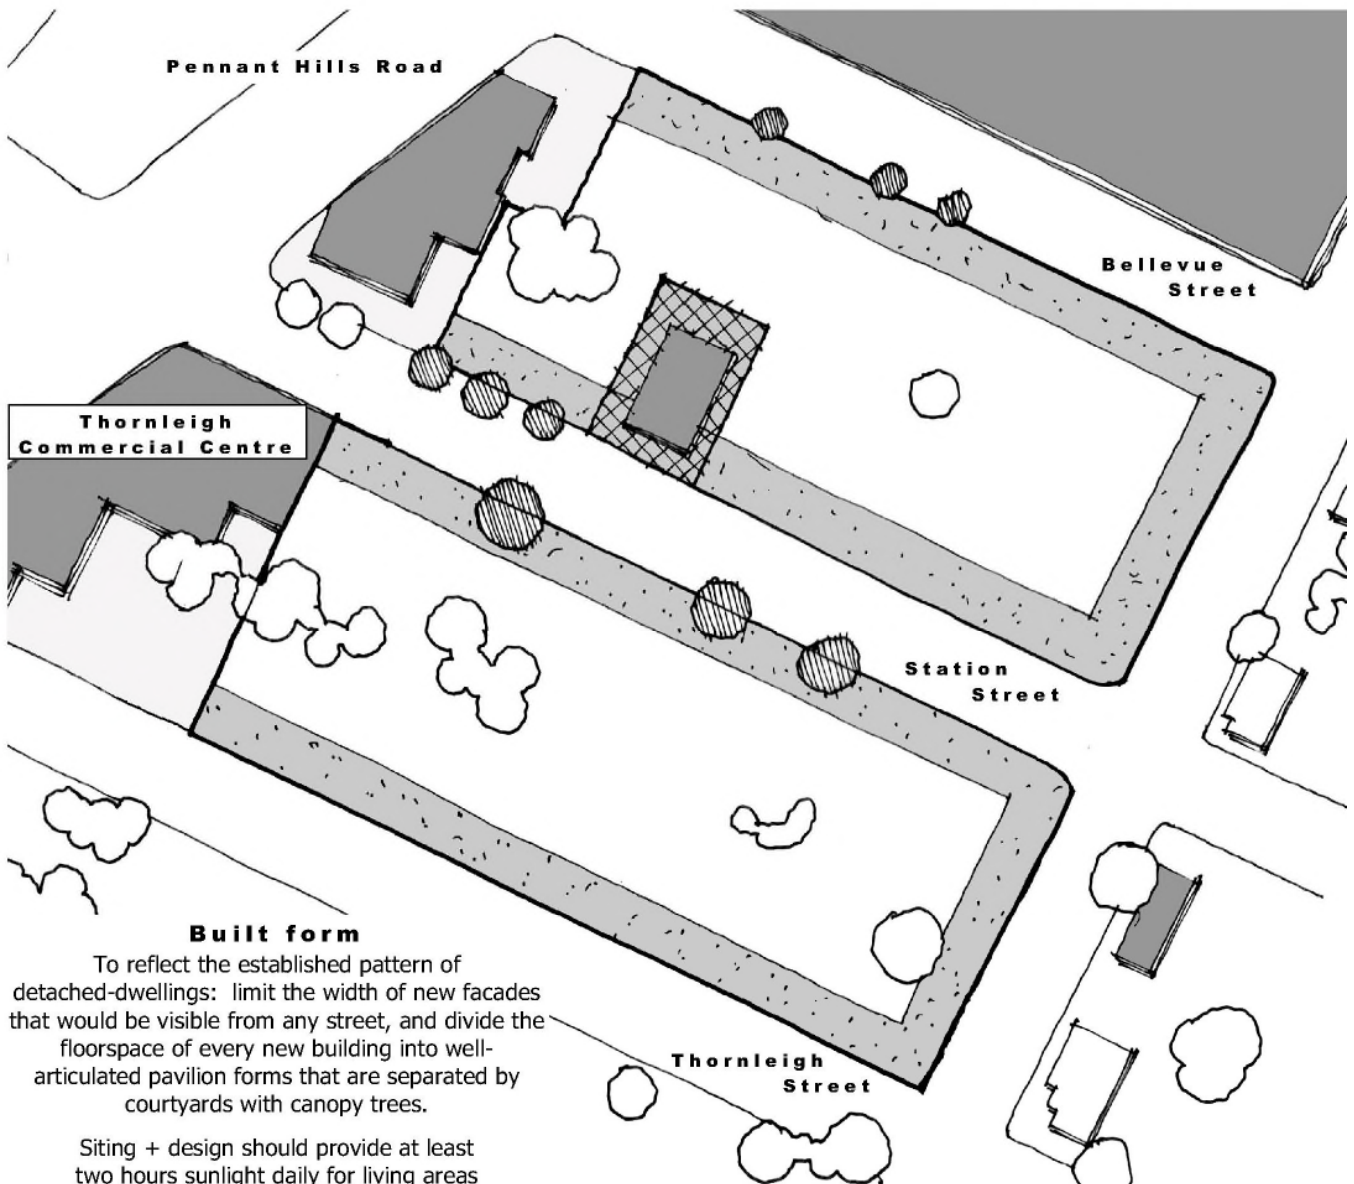 Pennant Hills Road
Bellevue
Street
Thornleigh
Commercial Centre
Station
Street
Built form
To reflect the established pattern of
detached-dwellings: limit the width of new facades
that would be visible from any street, and divide the
floorspace of every new building into well-
articulated pavilion forms that are separated by
courtyards with canopy trees.
Siting + design should provide at least
two hours sunlight daily for living areas
Thornleigh
Street